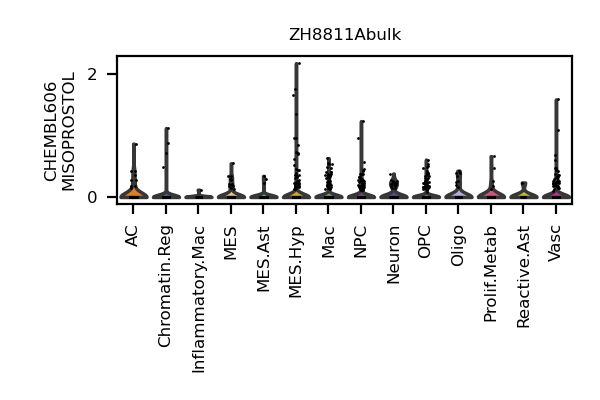 ZH8811Abulk
CHEMBL606
MISOPROSTOL
2
0
AC
Chromatin.Reg
Inflammatory.Mac
MES
MES.Ast
MES.Hyp
Mac
NPC
Neuron
OPC
Oligo
Prolif.Metab
Reactive.Ast
Vasc